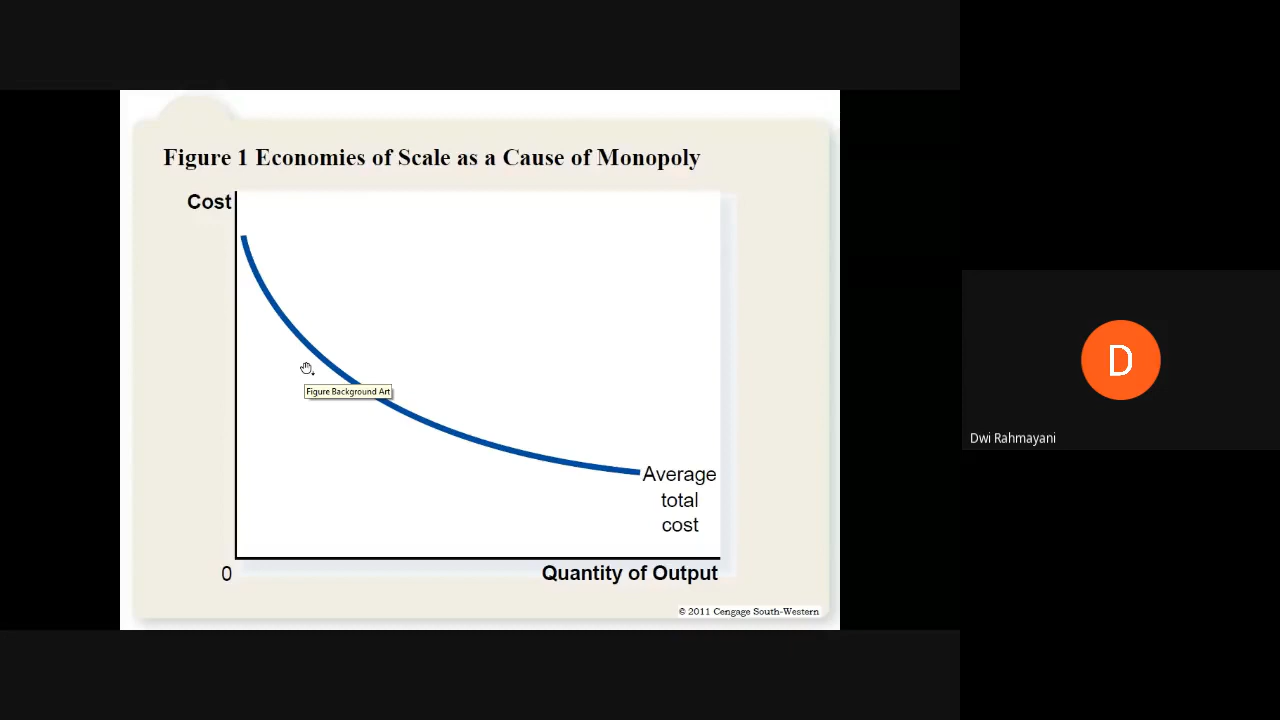 Figure 1 Economies of Scale as a Cause of Monopoly
Cost
Figure Background Art
Average
total
cost
0
Quantity of Output
© 2011 Cengage South-Western
D
Dwi Rahmayani